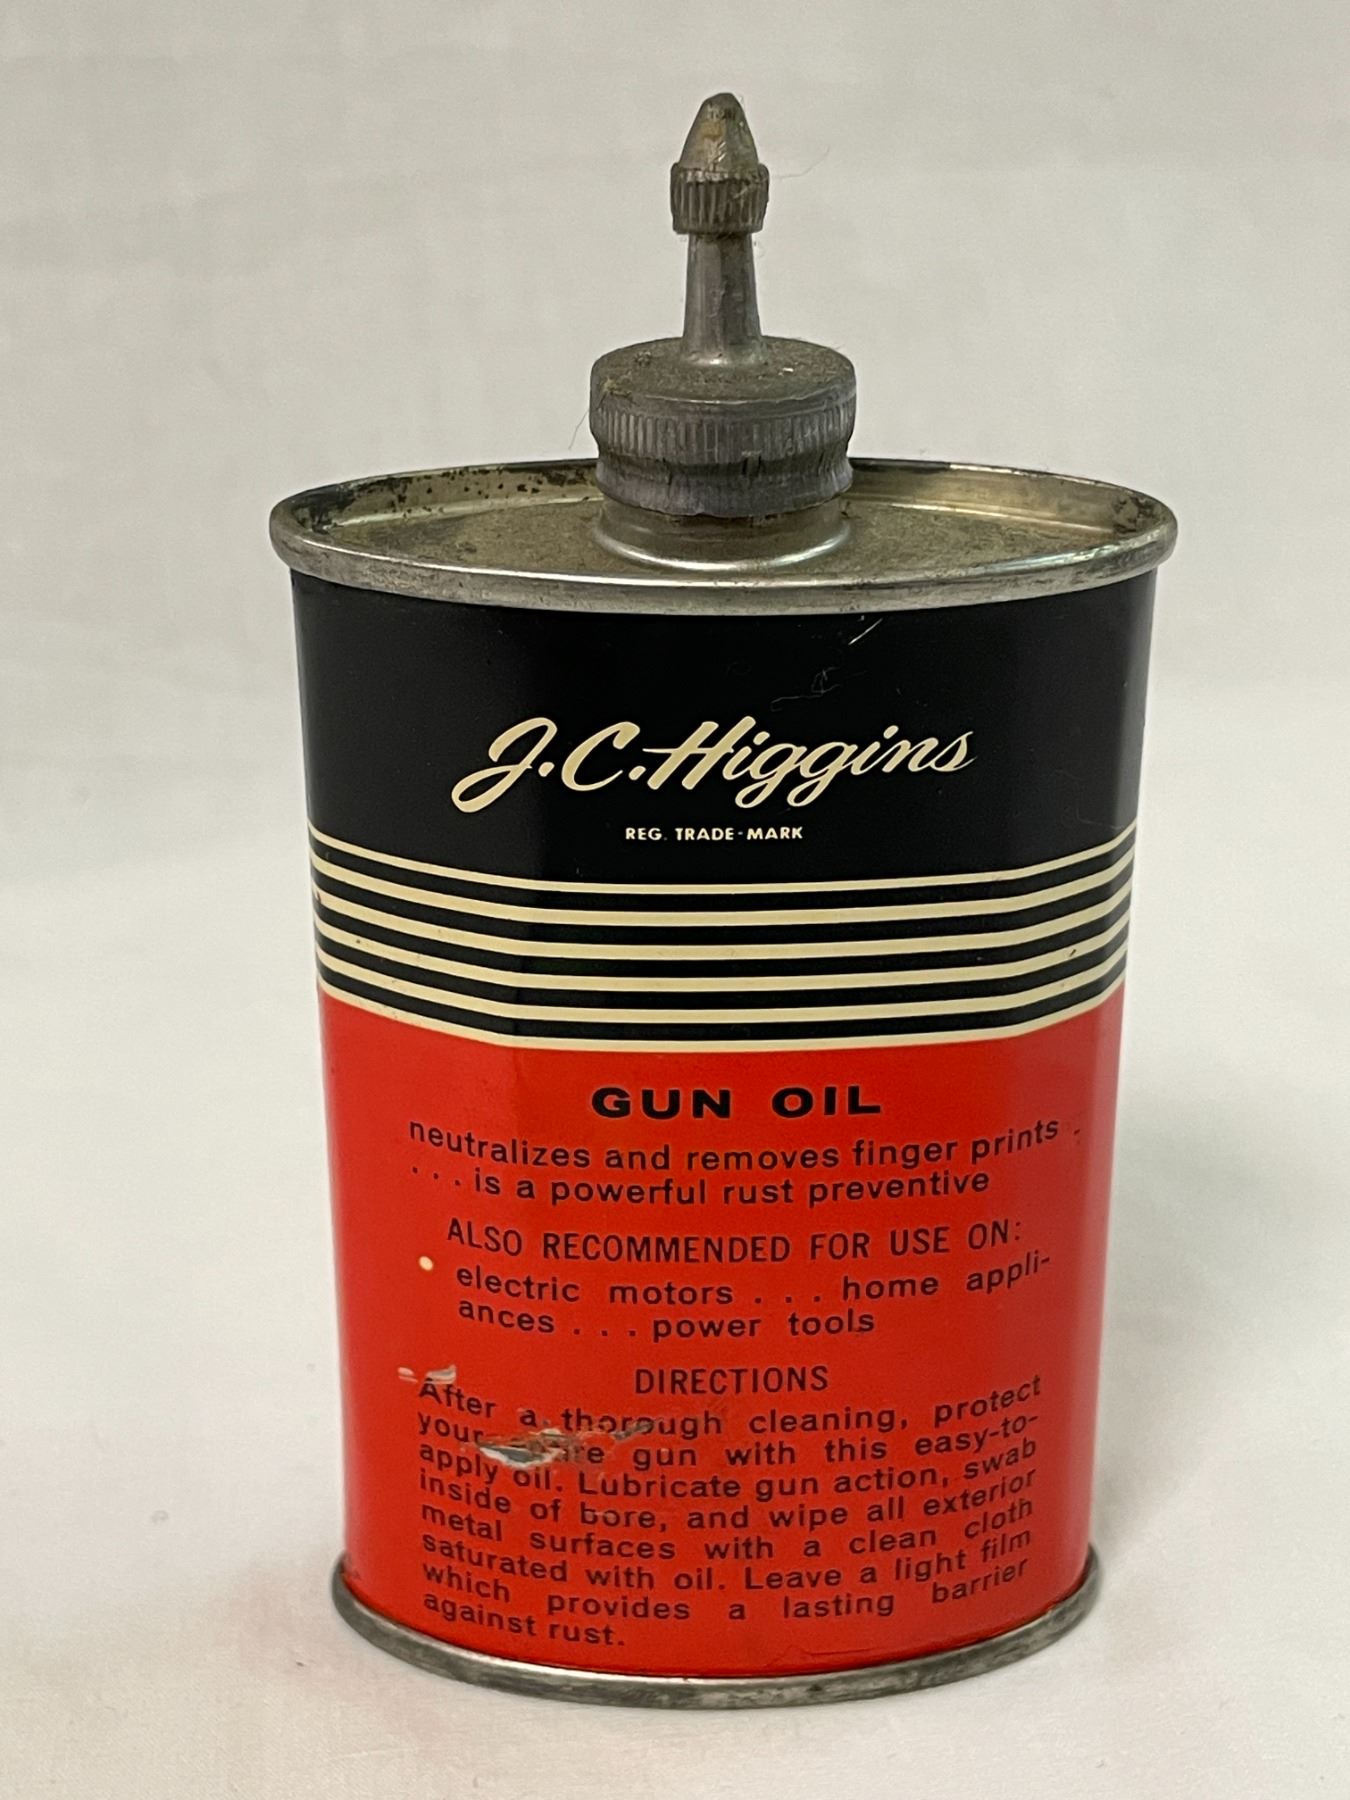 J.C. Higgins
REG. TRADE-MARK
GUN OIL
neutralizes and removes finger prints .
. . . is a powerful rust preventive
ALSO RECOMMENDED FOR USE ON:
electric motors . . . home appli-
ances . . . power tools
DIRECTIONS
After a thorough cleaning, protect
your gun with this easy-to-
apply oil. Lubricate gun action, swab
inside of bore, and wipe all exterior
metal surfaces with a clean cloth
saturated with oil. Leave a light film
which provides a lasting barrier
against rust.